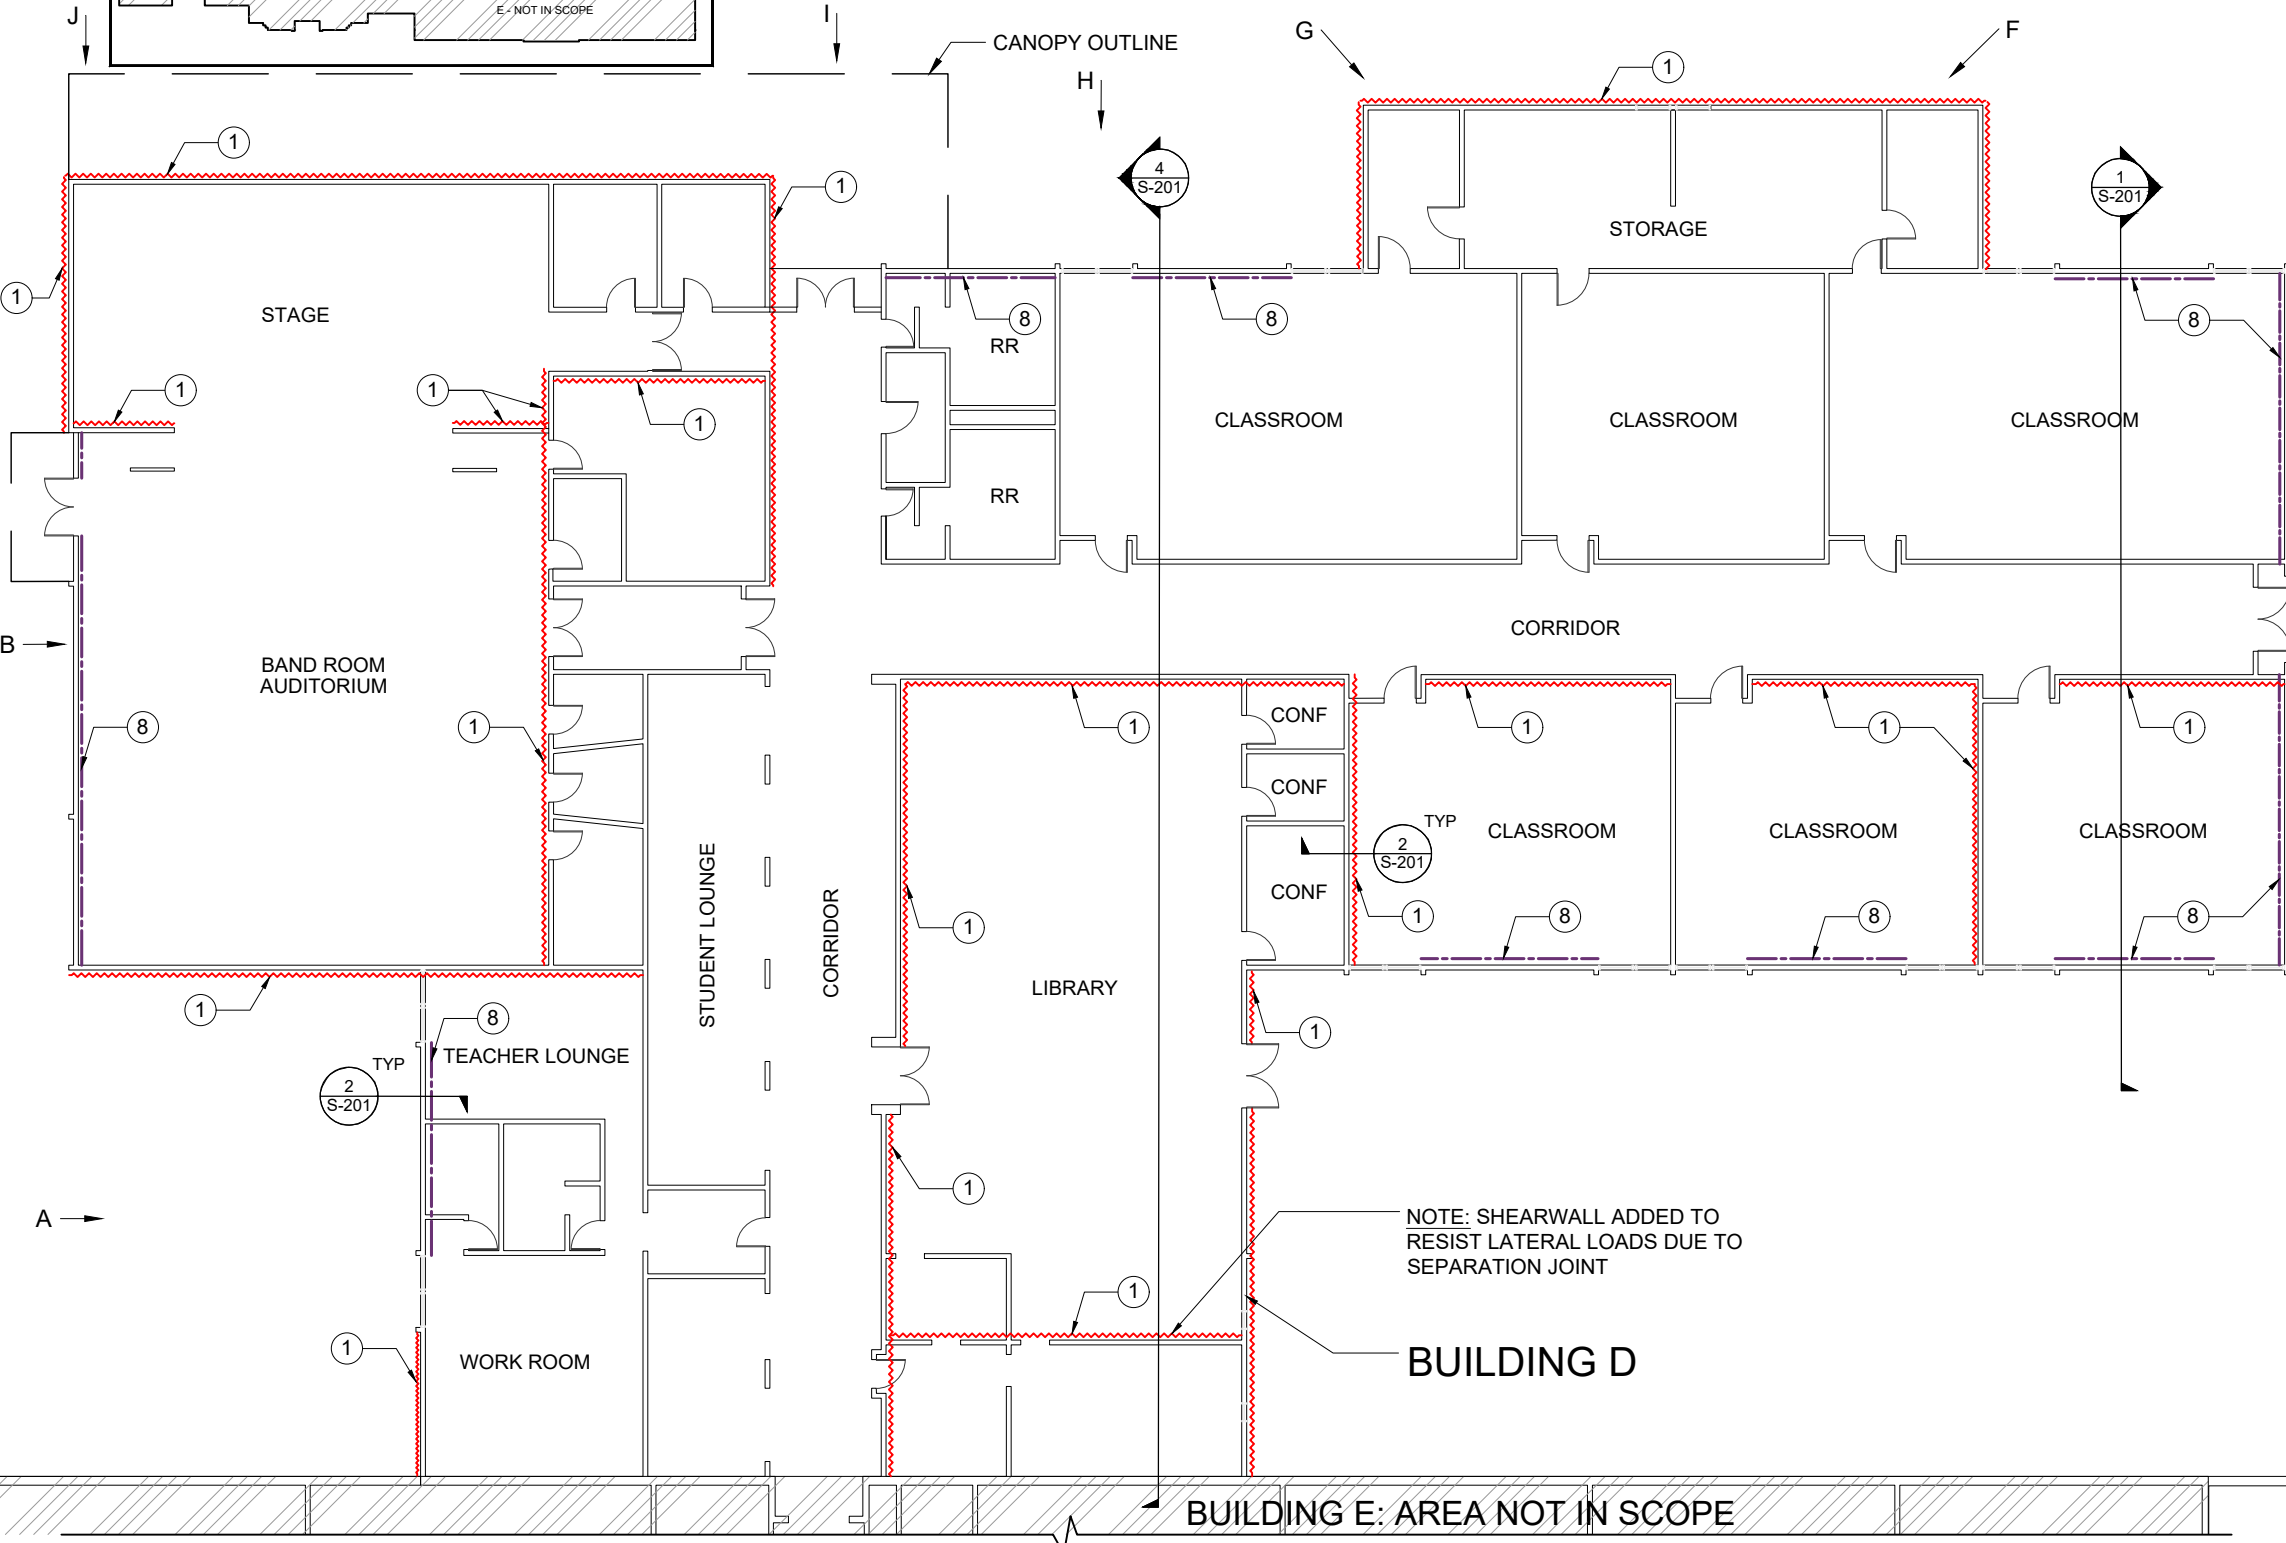 E - NOT IN SCOPE
J
I
CANOPY OUTLINE
H
G
F
1
1
1
4
S-201
1
S-201
STORAGE
1
STAGE
8
RR
8
8
1
1
1
CLASSROOM
CLASSROOM
CLASSROOM
RR
CORRIDOR
B
BAND ROOM
AUDITORIUM
8
1
1
CONF
1
1
1
CONF
TYP
2
S-201
CLASSROOM
CLASSROOM
CLASSROOM
CONF
STUDENT LOUNGE
CORRIDOR
1
1
8
8
8
LIBRARY
1
8
1
TEACHER LOUNGE
TYP
2
S-201
A
1
NOTE: SHEARWALL ADDED TO
RESIST LATERAL LOADS DUE TO
SEPARATION JOINT
1
1
WORK ROOM
BUILDING D
BUILDING E: AREA NOT IN SCOPE